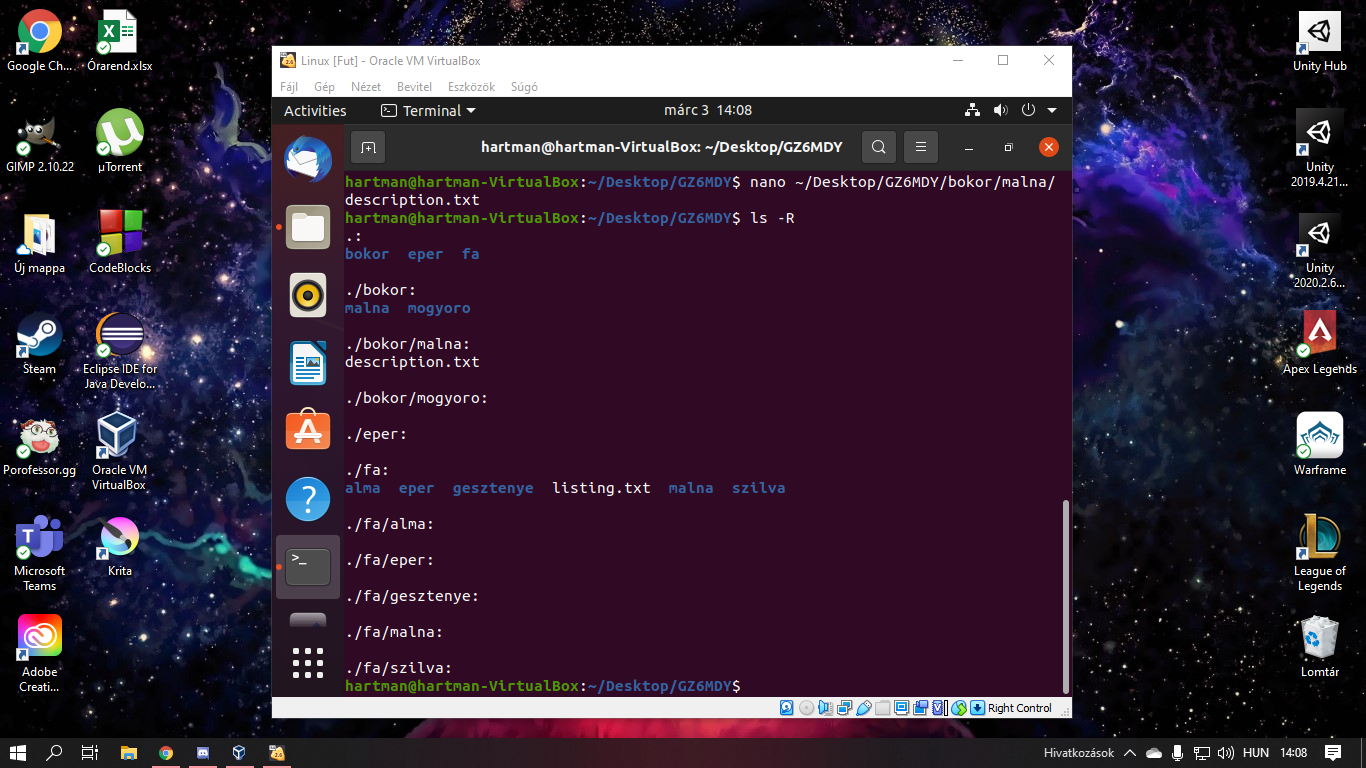 Google Ch...
Órarend.xlsx
GIMP 2.10.22
µTorrent
Új mappa
CodeBlocks
Steam
Eclipse IDE for
Java Develo...
Porofessor.gg
Oracle VM
VirtualBox
Microsoft
Teams
Krita
Adobe
Creati...
Linux [Fut] - Oracle VM VirtualBox
Fájl Gép Nézet Bevitel Eszközök Súgó
Activities Terminal márc 3 14:08
hartman@hartman-VirtualBox: ~/Desktop/GZ6MDY
hartman@hartman-VirtualBox:~/Desktop/GZ6MDY$ nano ~/Desktop/GZ6MDY/bokor/malna/
description.txt
hartman@hartman-VirtualBox:~/Desktop/GZ6MDY$ ls -R
.:
bokor eper fa
./bokor:
malna mogyoro
./bokor/malna:
description.txt
./bokor/mogyoro:
./eper:
./fa:
alma eper gesztenye listing.txt malna szilva
./fa/alma:
./fa/eper:
./fa/gesztenye:
./fa/malna:
./fa/szilva:
hartman@hartman-VirtualBox:~/Desktop/GZ6MDY$
Right Control
Unity Hub
Unity
2019.4.21...
Unity
2020.2.6...
Apex Legends
Warframe
League of
Legends
Lomtár
Hivatkozások HUN 14:08